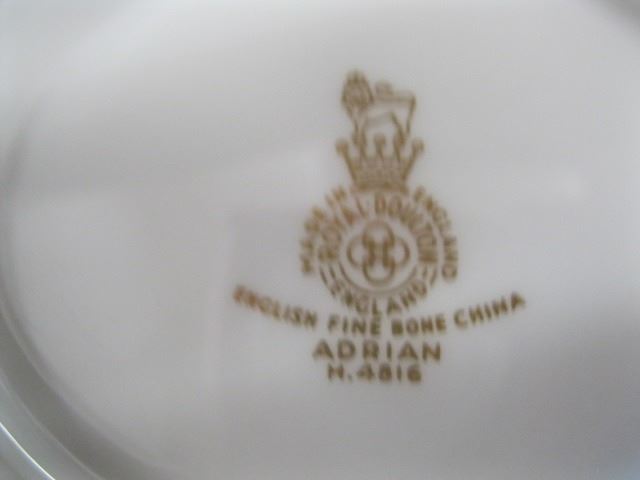 MADE IN ENGLAND
ROYAL DOULTON
ENGLAND
ENGLISH FINE BONE CHINA
ADRIAN
H.4816